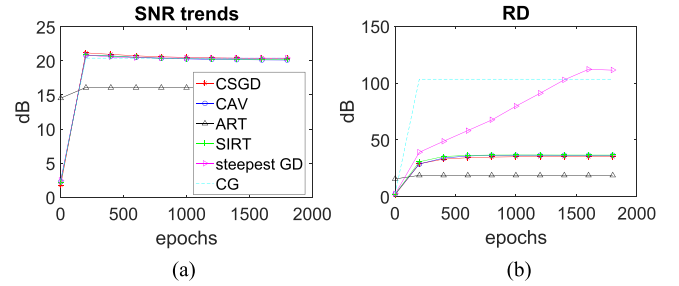 SNR trends
25
20
15
10
5
0
dB
0
500
1000
1500
2000
epochs
CSGD
CAV
ART
SIRT
steepest GD
CG
(a)
RD
150
100
50
0
dB
0
500
1000
1500
2000
epochs
(b)